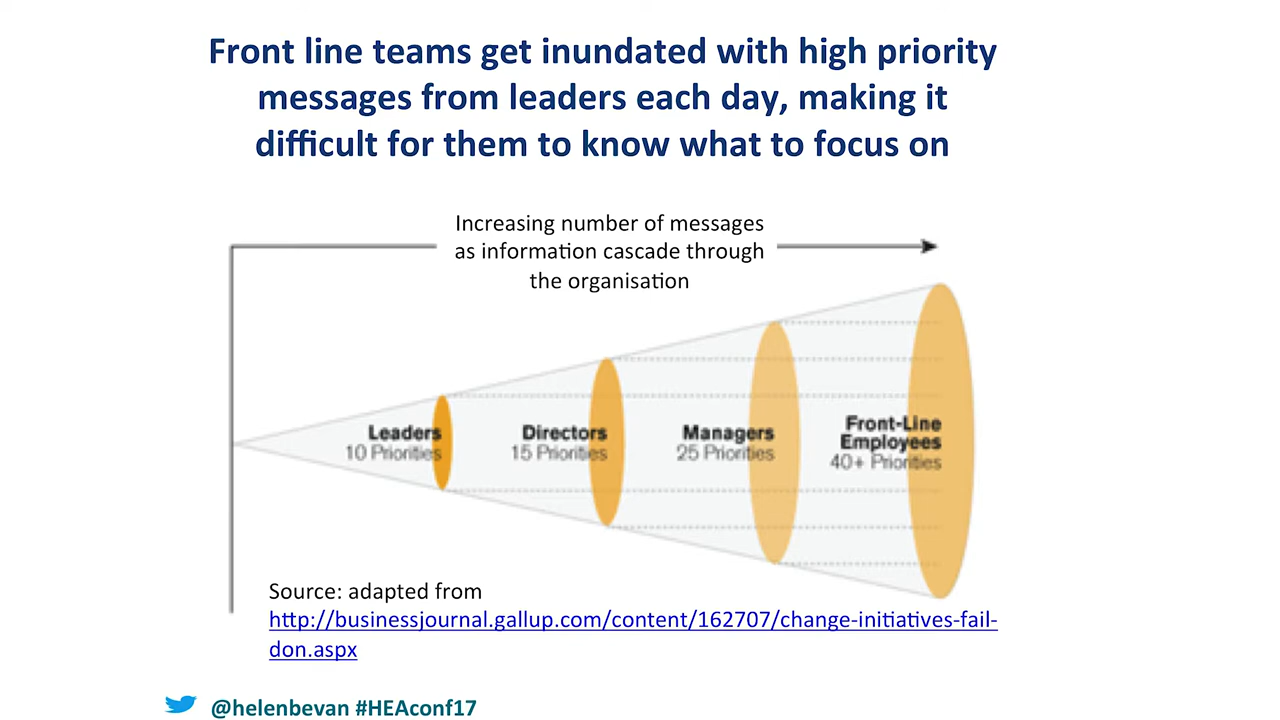 Front line teams get inundated with high priority
messages from leaders each day, making it
difficult for them to know what to focus on
Increasing number of messages
as information cascade through
the organisation
Leaders
10 Priorities
Directors
15 Priorities
Managers
25 Priorities
Front-Line
Employees
40+ Priorities
Source: adapted from
http://businessjournal.gallup.com/content/162707/change-initiatives-fail-
don.aspx
@helenbevan #HEAconf17